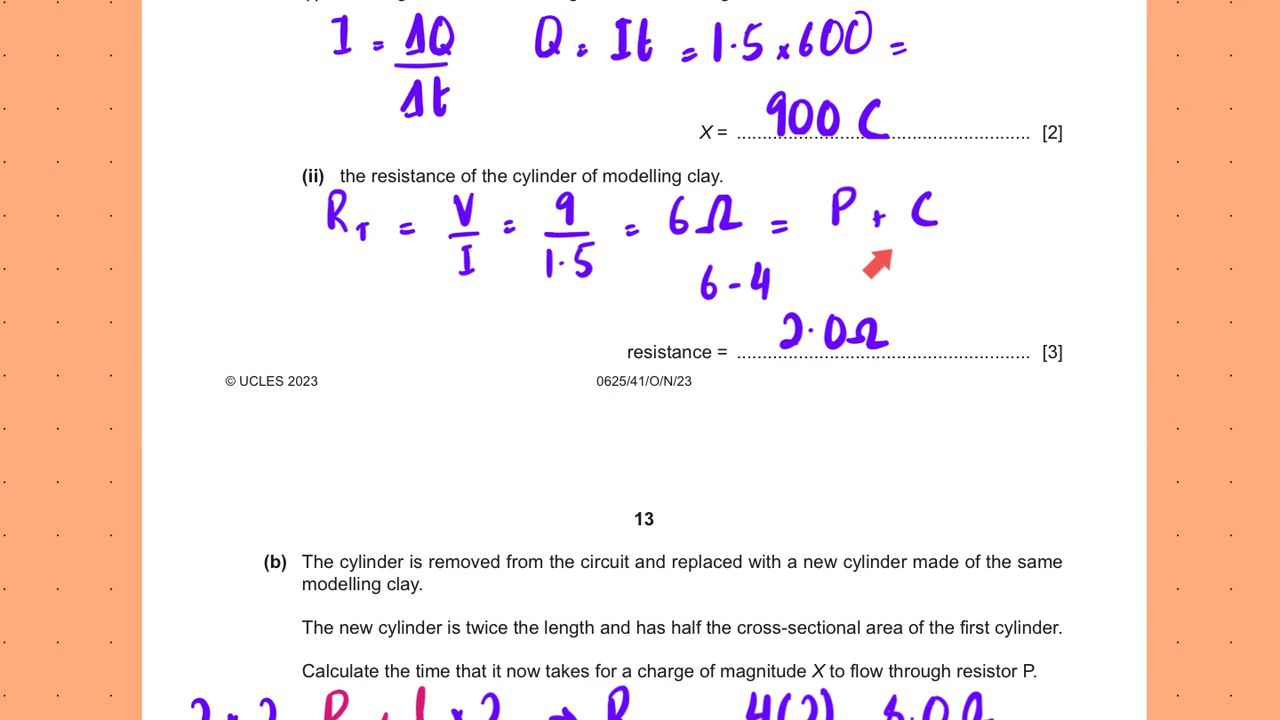 I = ΔQ/Δt    Q = It = 1.5 × 600 =
X = 900 C [2]
(ii) the resistance of the cylinder of modelling clay.
R_T = V/I = 9/1.5 = 6Ω = P + C
6 - 4
resistance = 2.0Ω [3]
© UCLES 2023    0625/41/O/N/23
13
(b) The cylinder is removed from the circuit and replaced with a new cylinder made of the same
modelling clay.
The new cylinder is twice the length and has half the cross-sectional area of the first cylinder.
Calculate the time that it now takes for a charge of magnitude X to flow through resistor P.